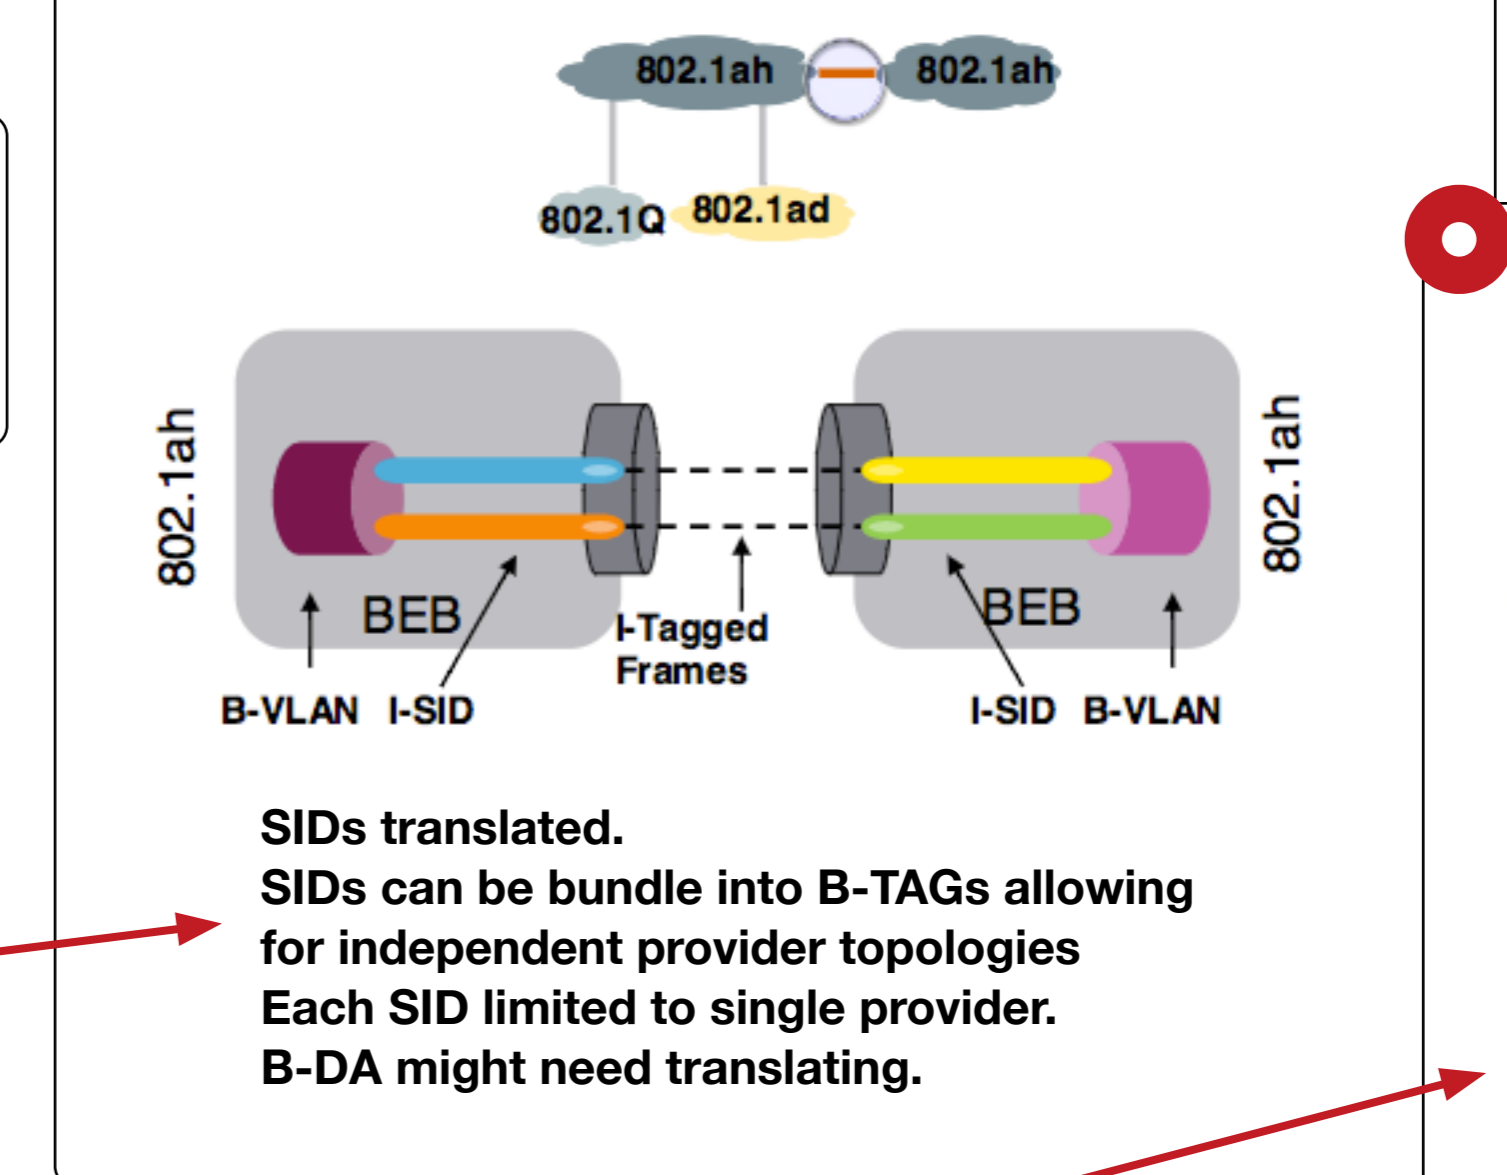 802.1ah
802.1ah
802.1Q
802.1ad
802.1ah
802.1ah
BEB
BEB
I-Tagged
Frames
B-VLAN
I-SID
I-SID
B-VLAN
SIDs translated.
SIDs can be bundle into B-TAGs allowing
for independent provider topologies
Each SID limited to single provider.
B-DA might need translating.